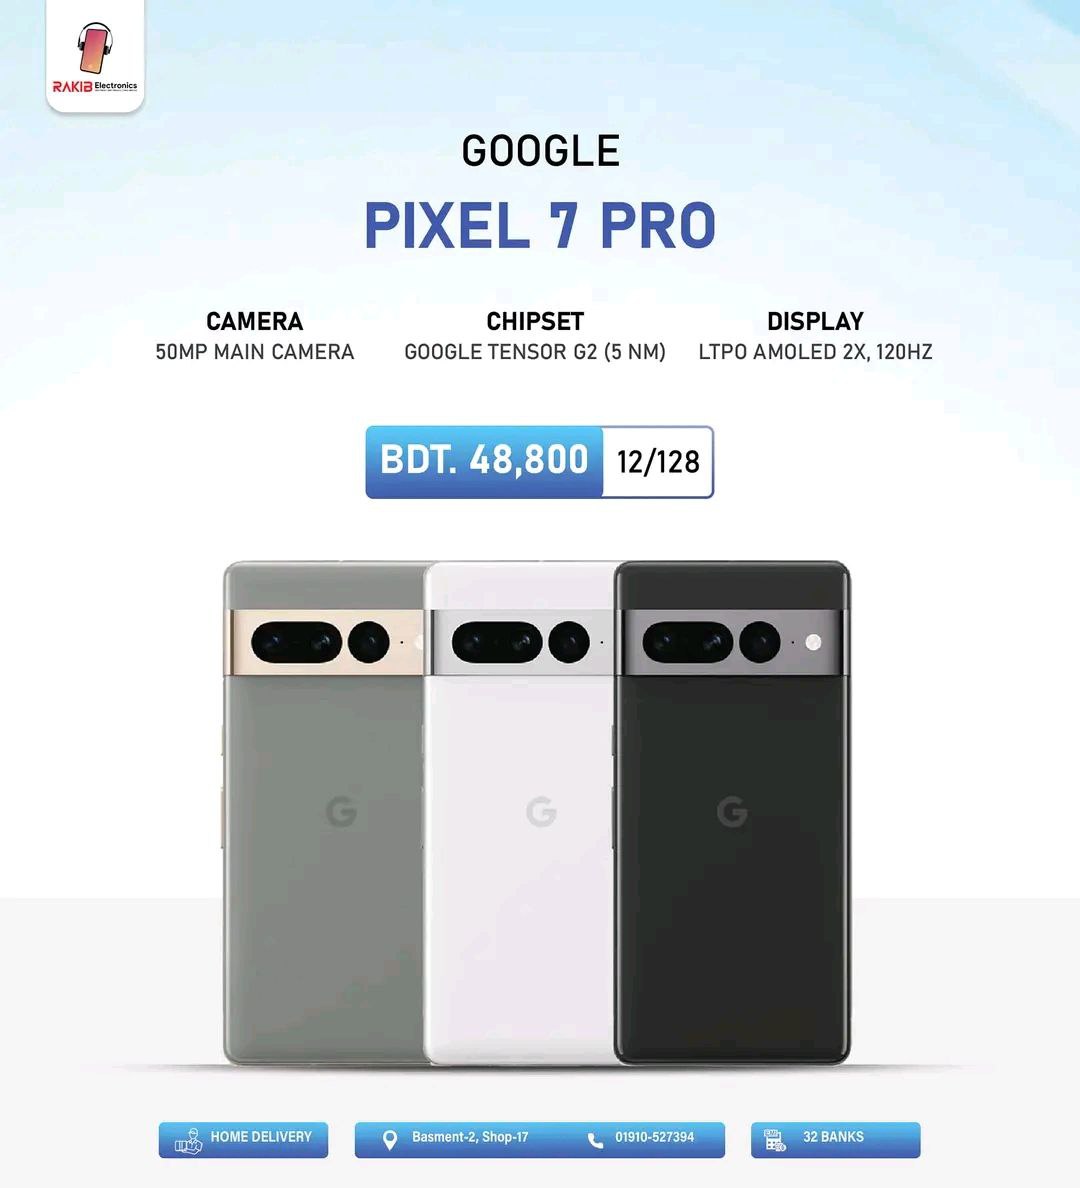 RAKIB Electronics
GOOGLE
PIXEL 7 PRO
CAMERA
50MP MAIN CAMERA
CHIPSET
GOOGLE TENSOR G2 (5 NM)
DISPLAY
LTPO AMOLED 2X, 120HZ
BDT. 48,800
12/128
G
G
G
HOME DELIVERY
Basment-2, Shop-17
01910-527394
32 BANKS